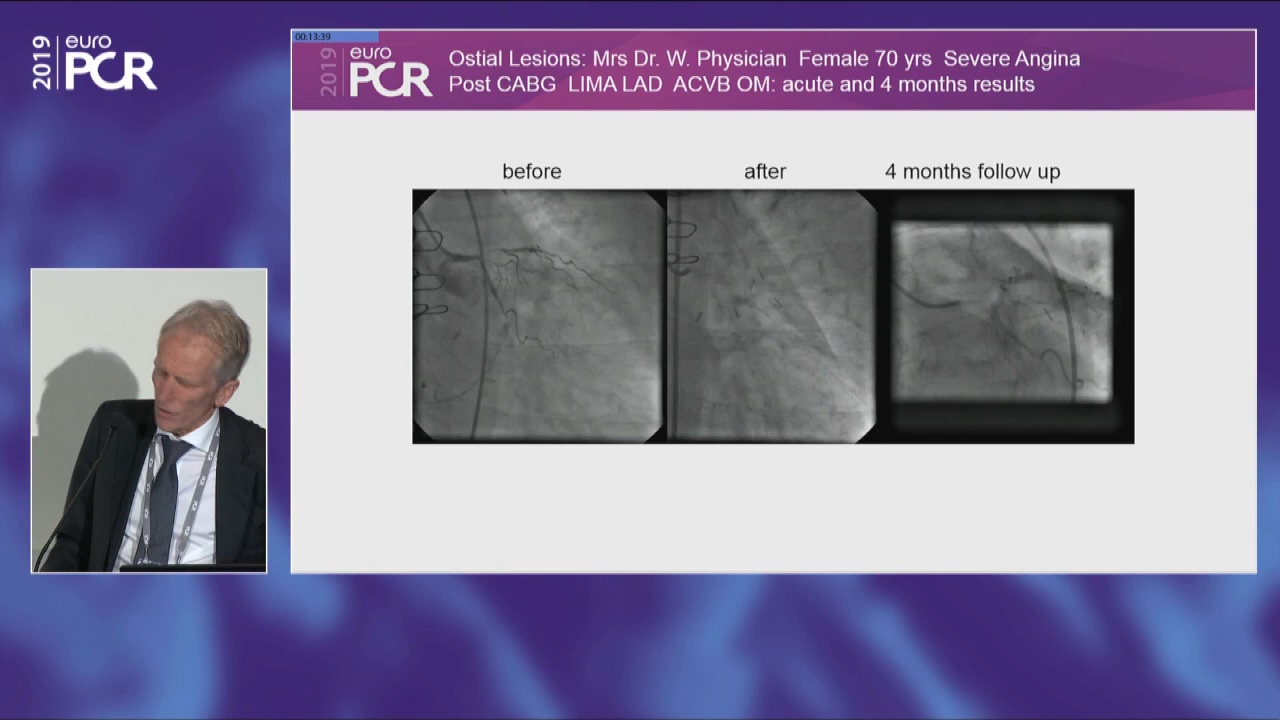 2019
euro
PCR
00:13:39
2019
euro
PCR
Ostial Lesions: Mrs Dr. W. Physician Female 70 yrs Severe Angina
Post CABG LIMA LAD ACVB OM: acute and 4 months results
before
after
4 months follow up